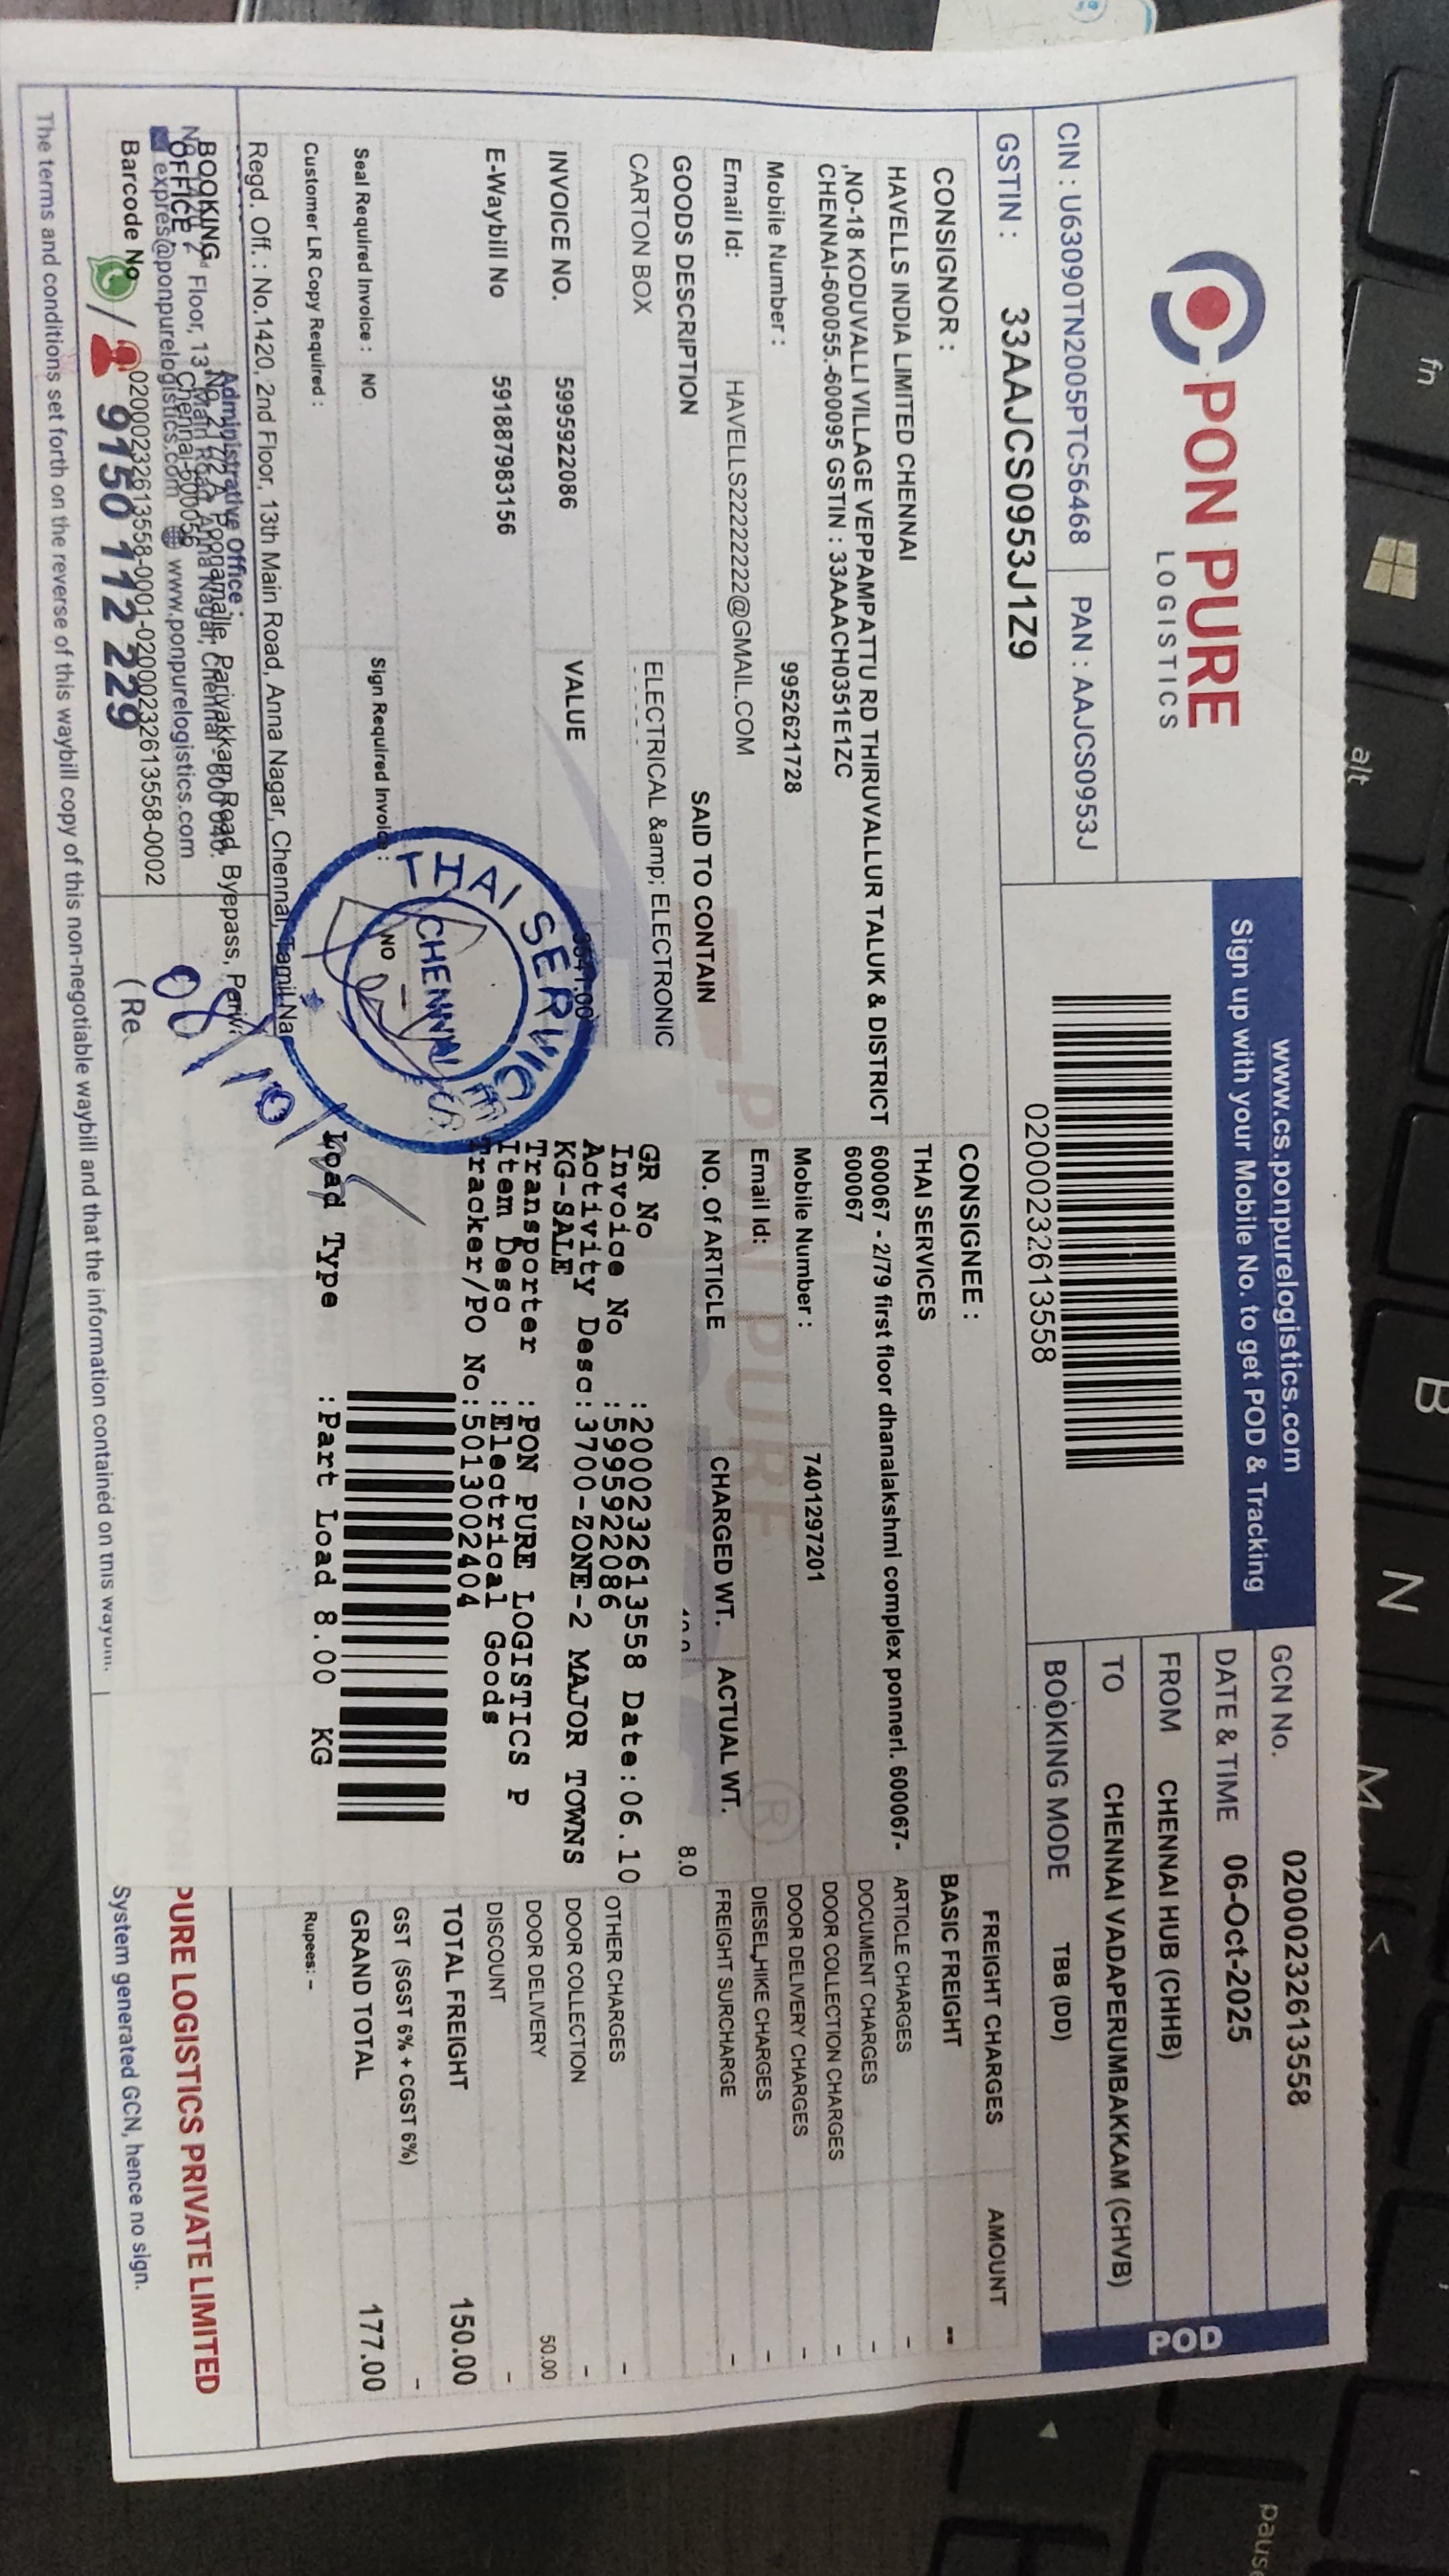 PON PURE
LOGISTICS
CIN : U63090TN2005PTC56468
PAN : AAJCS0953J
GSTIN :
33AAJCS0953J1Z9
www.cs.ponpurelogistics.com
Sign up with your Mobile No. to get POD & Tracking
02000232613558
GCN No. 02000232613558
DATE & TIME 06-Oct-2025
FROM CHENNAI HUB (CHHB)
TO CHENNAI VADAPERUMBAKKAM (CHVB)
BOOKING MODE TBB (DD)
POD
CONSIGNOR :
HAVELLS INDIA LIMITED CHENNAI
,NO-18 KODUVALLI VILLAGE VEPPAMPATTU RD THIRUVALLUR TALUK & DISTRICT
CHENNAI-600055.-600095 GSTIN : 33AAACH0351E1ZC
Mobile Number : 9952621728
Email Id: HAVELLS2222222@GMAIL.COM
CONSIGNEE :
THAI SERVICES
600067 - 2/79 first floor dhanalakshmi complex ponneri. 600067-
600067
Mobile Number : 7401297201
Email Id:
GOODS DESCRIPTION
SAID TO CONTAIN
NO. OF ARTICLE
CHARGED WT.
ACTUAL WT.
CARTON BOX
ELECTRICAL &amp; ELECTRONIC
8.0
INVOICE NO. 5995922086
VALUE
E-Waybill No 591887983156
Seal Required Invoice : NO
Sign Required Invoice :
NO
Customer LR Copy Required :
THAI SERVICES
CHENNAI
08/10/
GR No :2000232613558 Date:06.10
Invoice No :5995922086
Activity Desc:3700-ZONE-2 MAJOR TOWNS
KG-SALE
Transporter :PON PURE LOGISTICS P
Item Desc :Electrical Goods
Tracker/PO No:5013002404
Load Type :Part Load 8.00 KG
FREIGHT CHARGES AMOUNT
BASIC FREIGHT --
ARTICLE CHARGES -
DOCUMENT CHARGES -
DOOR COLLECTION CHARGES -
DOOR DELIVERY CHARGES -
DIESEL HIKE CHARGES -
FREIGHT SURCHARGE -
OTHER CHARGES -
DOOR COLLECTION -
DOOR DELIVERY 50.00
DISCOUNT -
TOTAL FREIGHT 150.00
GST (SGST 6% + CGST 6%) -
GRAND TOTAL 177.00
Rupees: -
Regd. Off. : No.1420, 2nd Floor, 13th Main Road, Anna Nagar, Chennai, Tamil Na
Administrative Office :
BOOKING
OFFICE :
expres@ponpurelogistics.com www.ponpurelogistics.com
Barcode No 02000232613558-0001-02000232613558-0002
/ 9150 112 229
( Re
PURE LOGISTICS PRIVATE LIMITED
System generated GCN, hence no sign.
The terms and conditions set forth on the reverse of this waybill copy of this non-negotiable waybill and that the information contained on this waybill.
fn
alt
B
N
M
<
pause